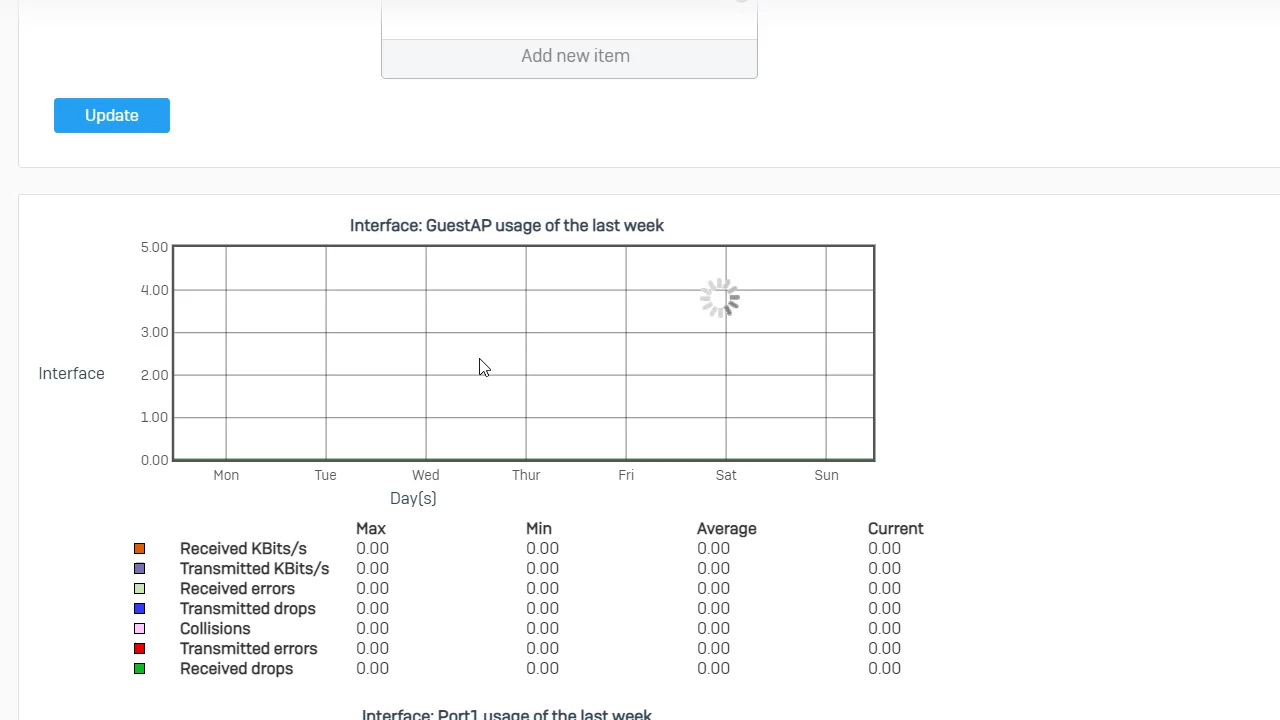 Add new item
Update
Interface: GuestAP usage of the last week
5.00
4.00
3.00
Interface
2.00
1.00
0.00
Mon Tue Wed Thur Fri Sat Sun
Day(s)
Max Min Average Current
Received KBits/s 0.00 0.00 0.00 0.00
Transmitted KBits/s 0.00 0.00 0.00 0.00
Received errors 0.00 0.00 0.00 0.00
Transmitted drops 0.00 0.00 0.00 0.00
Collisions 0.00 0.00 0.00 0.00
Transmitted errors 0.00 0.00 0.00 0.00
Received drops 0.00 0.00 0.00 0.00
Interface: Port1 usage of the last week